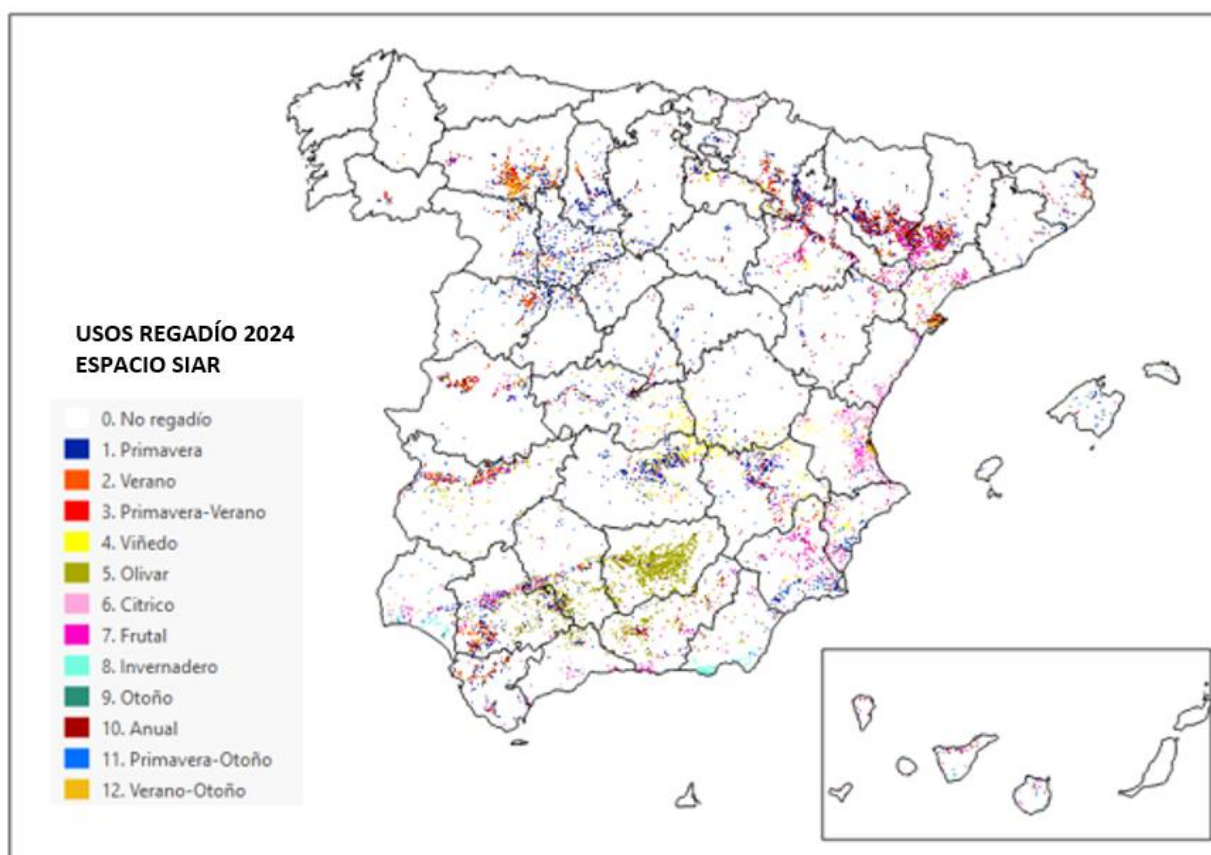 USOS REGADÍO 2024
ESPACIO SIAR
0. No regadío
1. Primavera
2. Verano
3. Primavera-Verano
4. Viñedo
5. Olivar
6. Citrico
7. Frutal
8. Invernadero
9. Otoño
10. Anual
11. Primavera-Otoño
12. Verano-Otoño